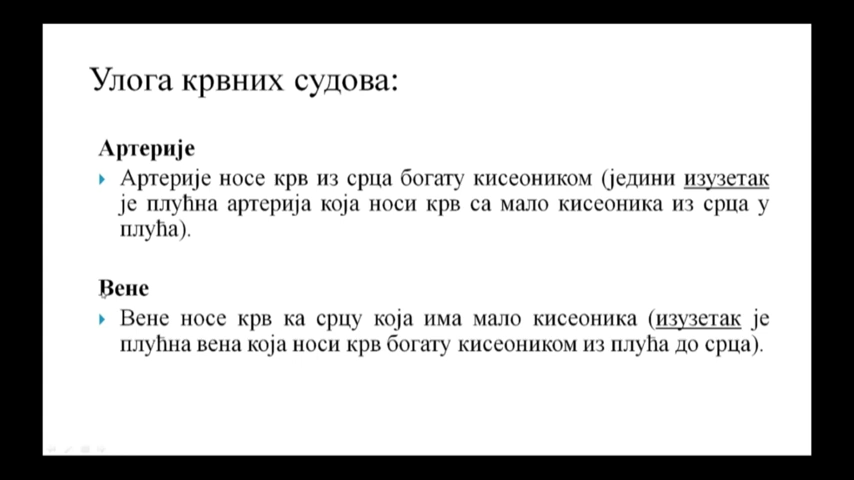 Улога крвних судова:
Артерије
Артерије носе крв из срца богату кисеоником (једини изузетак
је плућна артерија која носи крв са мало кисеоника из срца у
плућа).
Вене
Вене носе крв ка срцу која има мало кисеоника (изузетак је
плућна вена која носи крв богату кисеоником из плућа до срца).